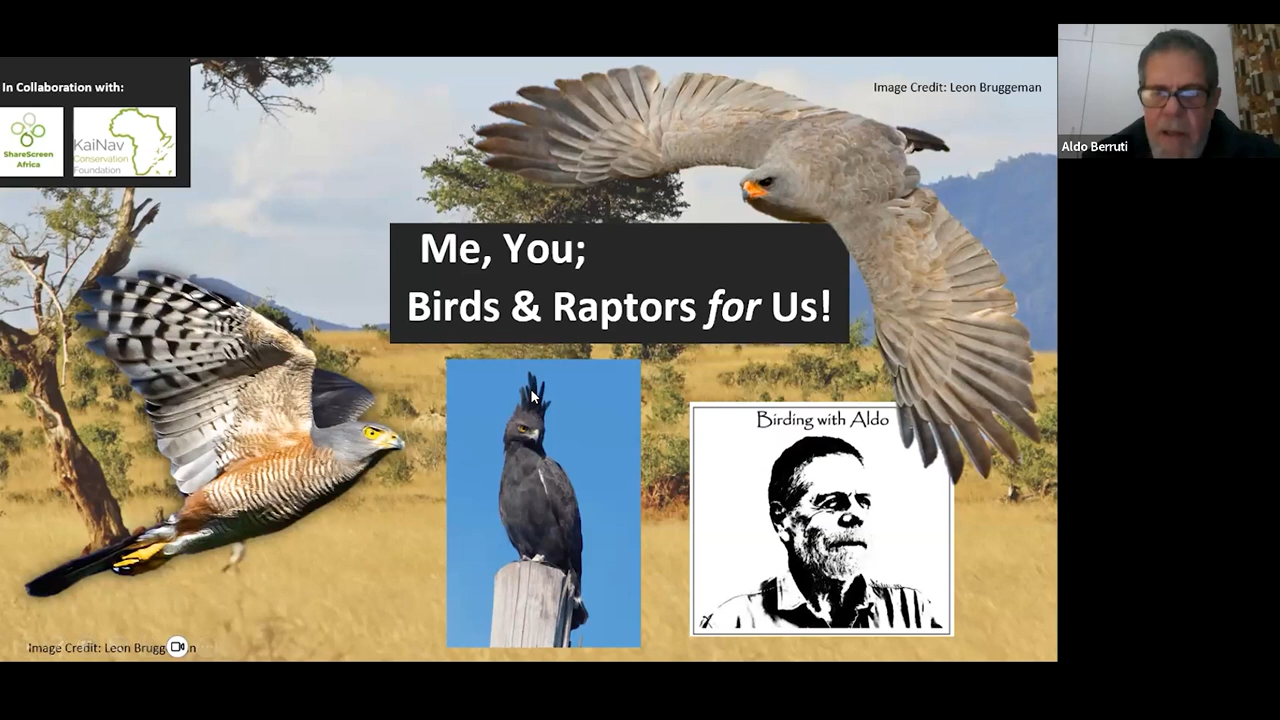 In Collaboration with:
ShareScreen
Africa
KaiNav
Conservation
Foundation
Image Credit: Leon Bruggeman
Aldo Berruti
Me, You;
Birds & Raptors for Us!
Birding with Aldo
Image Credit: Leon